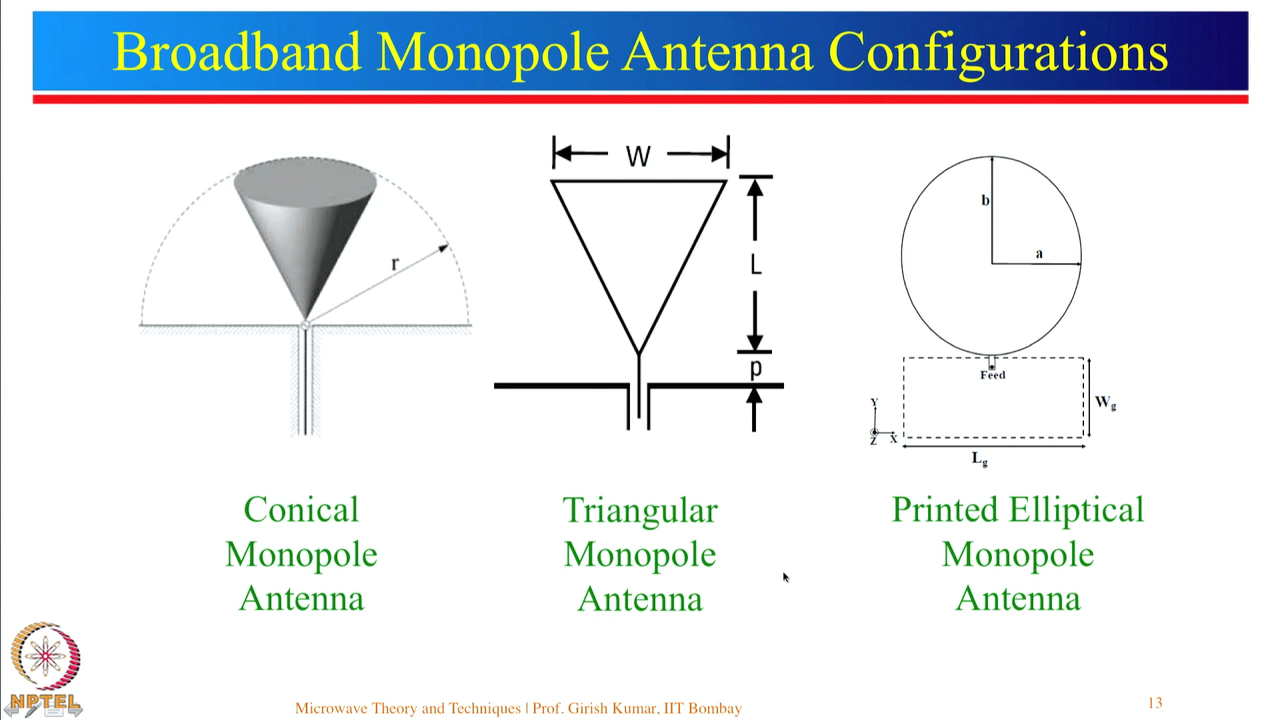 Broadband Monopole Antenna Configurations
r
W
L
p
b
a
Feed
Wg
Y
Z X
Lg
Conical
Monopole
Antenna
Triangular
Monopole
Antenna
Printed Elliptical
Monopole
Antenna
NPTEL
Microwave Theory and Techniques | Prof. Girish Kumar, IIT Bombay
13